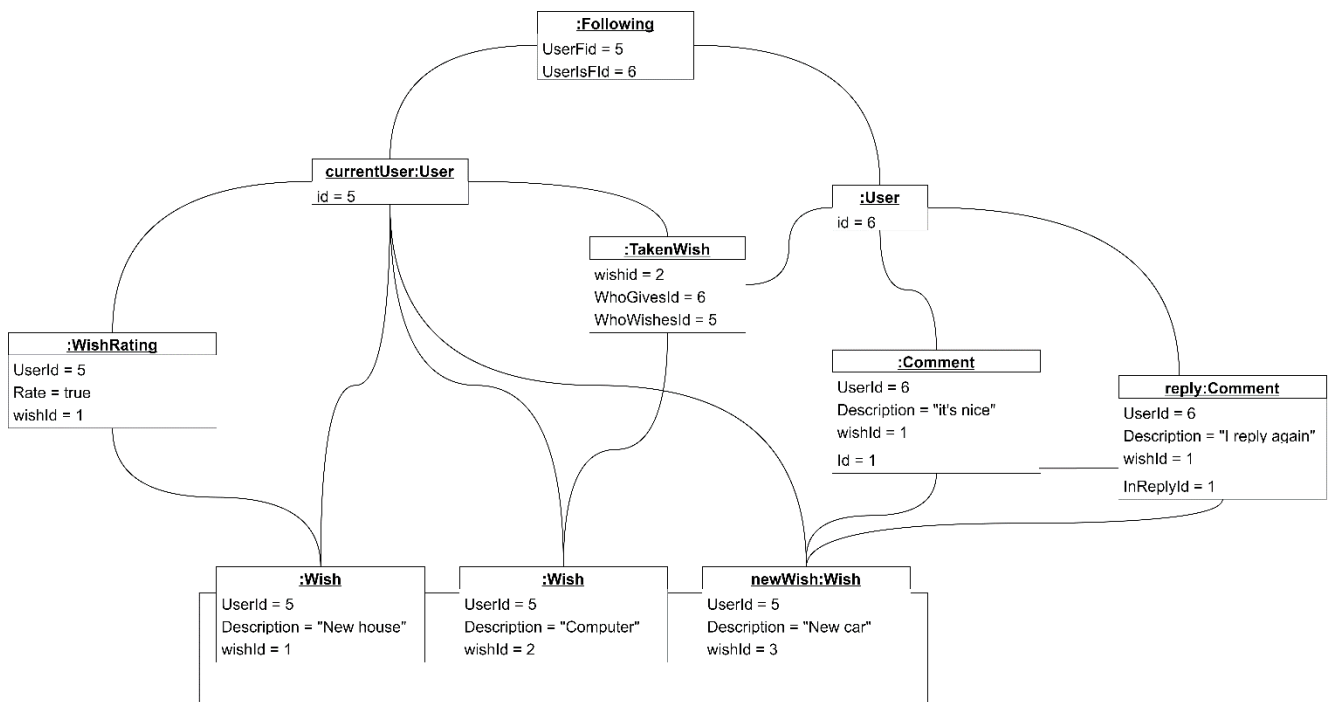 :Following
UserFid = 5
UserIsFId = 6
currentUser:User
id = 5
:User
id = 6
:TakenWish
wishid = 2
WhoGivesId = 6
WhoWishesId = 5
:WishRating
UserId = 5
Rate = true
wishId = 1
:Comment
UserId = 6
Description = "it's nice"
wishId = 1
Id = 1
reply:Comment
UserId = 6
Description = "I reply again"
wishId = 1
InReplyId = 1
:Wish
UserId = 5
Description = "New house"
wishId = 1
:Wish
UserId = 5
Description = "Computer"
wishId = 2
newWish:Wish
UserId = 5
Description = "New car"
wishId = 3